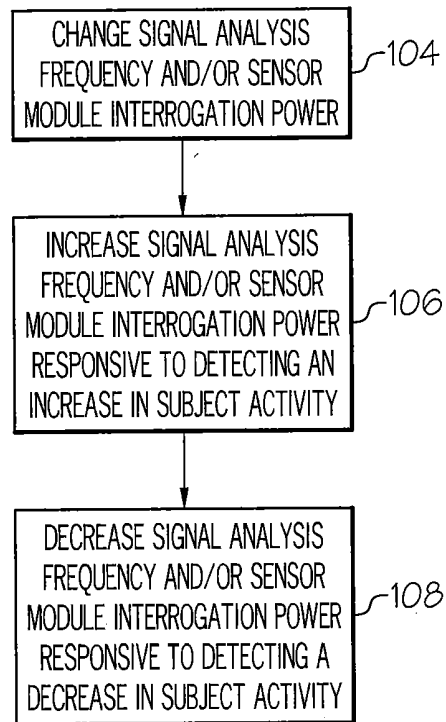 CHANGE SIGNAL ANALYSIS
FREQUENCY AND/OR SENSOR
MODULE INTERROGATION POWER
104
INCREASE SIGNAL ANALYSIS
FREQUENCY AND/OR SENSOR
MODULE INTERROGATION POWER
RESPONSIVE TO DETECTING AN
INCREASE IN SUBJECT ACTIVITY
106
DECREASE SIGNAL ANALYSIS
FREQUENCY AND/OR SENSOR
MODULE INTERROGATION POWER
RESPONSIVE TO DETECTING A
DECREASE IN SUBJECT ACTIVITY
108